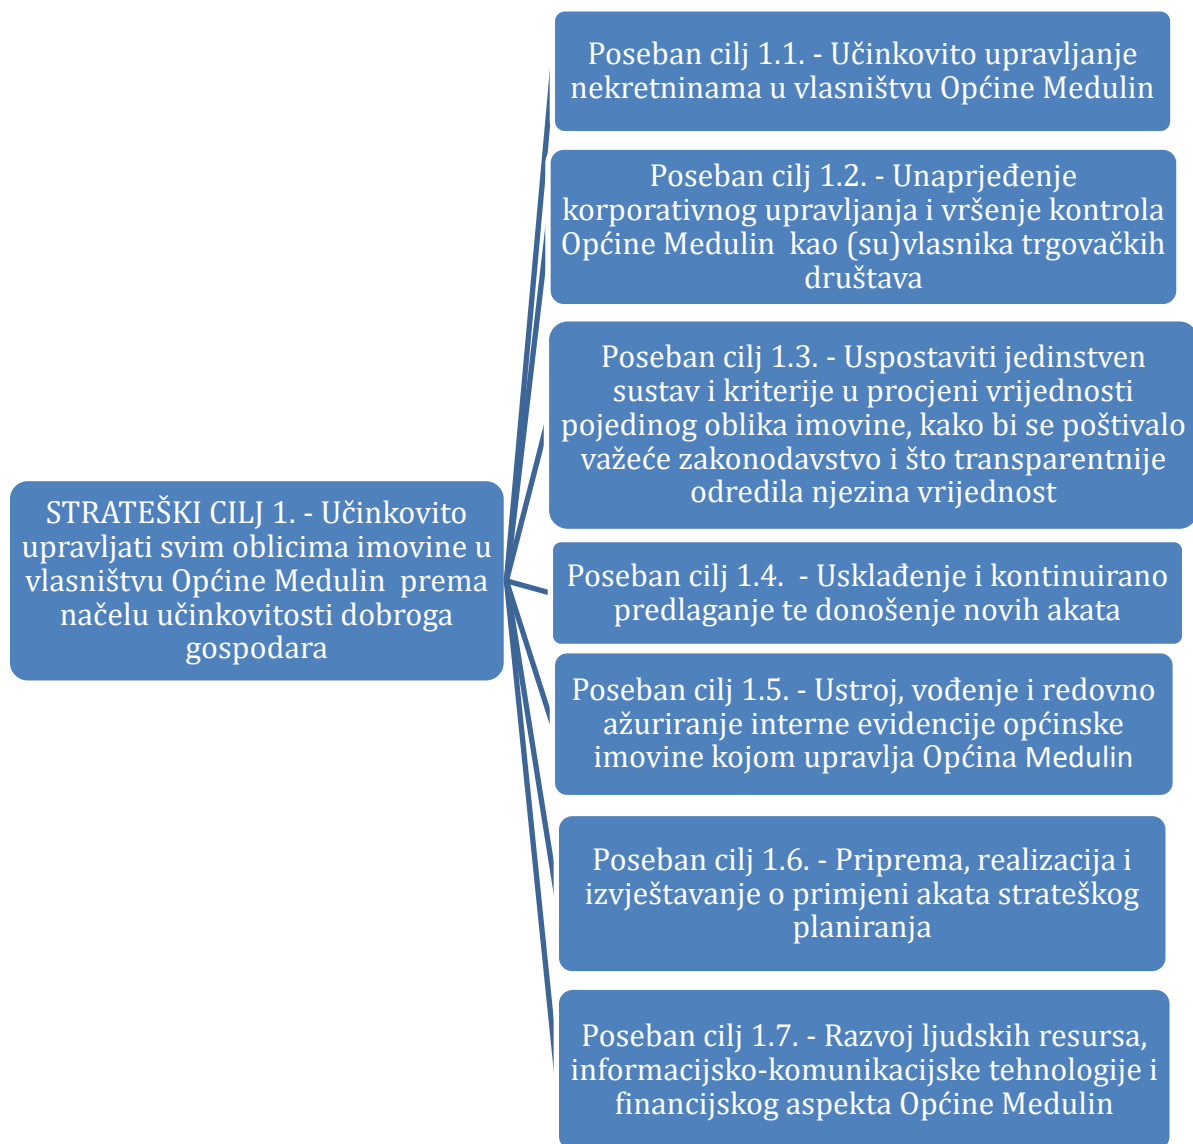 STRATEŠKI CILJ 1. - Učinkovito
upravljati svim oblicima imovine u
vlasništvu Općine Medulin  prema
načelu učinkovitosti dobroga
gospodara
Poseban cilj 1.1. - Učinkovito upravljanje
nekretninama u vlasništvu Općine Medulin
Poseban cilj 1.2. - Unaprjeđenje
korporativnog upravljanja i vršenje kontrola
Općine Medulin  kao (su)vlasnika trgovačkih
društava
Poseban cilj 1.3. - Uspostaviti jedinstven
sustav i kriterije u procjeni vrijednosti
pojedinog oblika imovine, kako bi se poštivalo
važeće zakonodavstvo i što transparentnije
odredila njezina vrijednost
Poseban cilj 1.4.  - Usklađenje i kontinuirano
predlaganje te donošenje novih akata
Poseban cilj 1.5. - Ustroj, vođenje i redovno
ažuriranje interne evidencije općinske
imovine kojom upravlja Općina Medulin
Poseban cilj 1.6. - Priprema, realizacija i
izvještavanje o primjeni akata strateškog
planiranja
Poseban cilj 1.7. - Razvoj ljudskih resursa,
informacijsko-komunikacijske tehnologije i
financijskog aspekta Općine Medulin